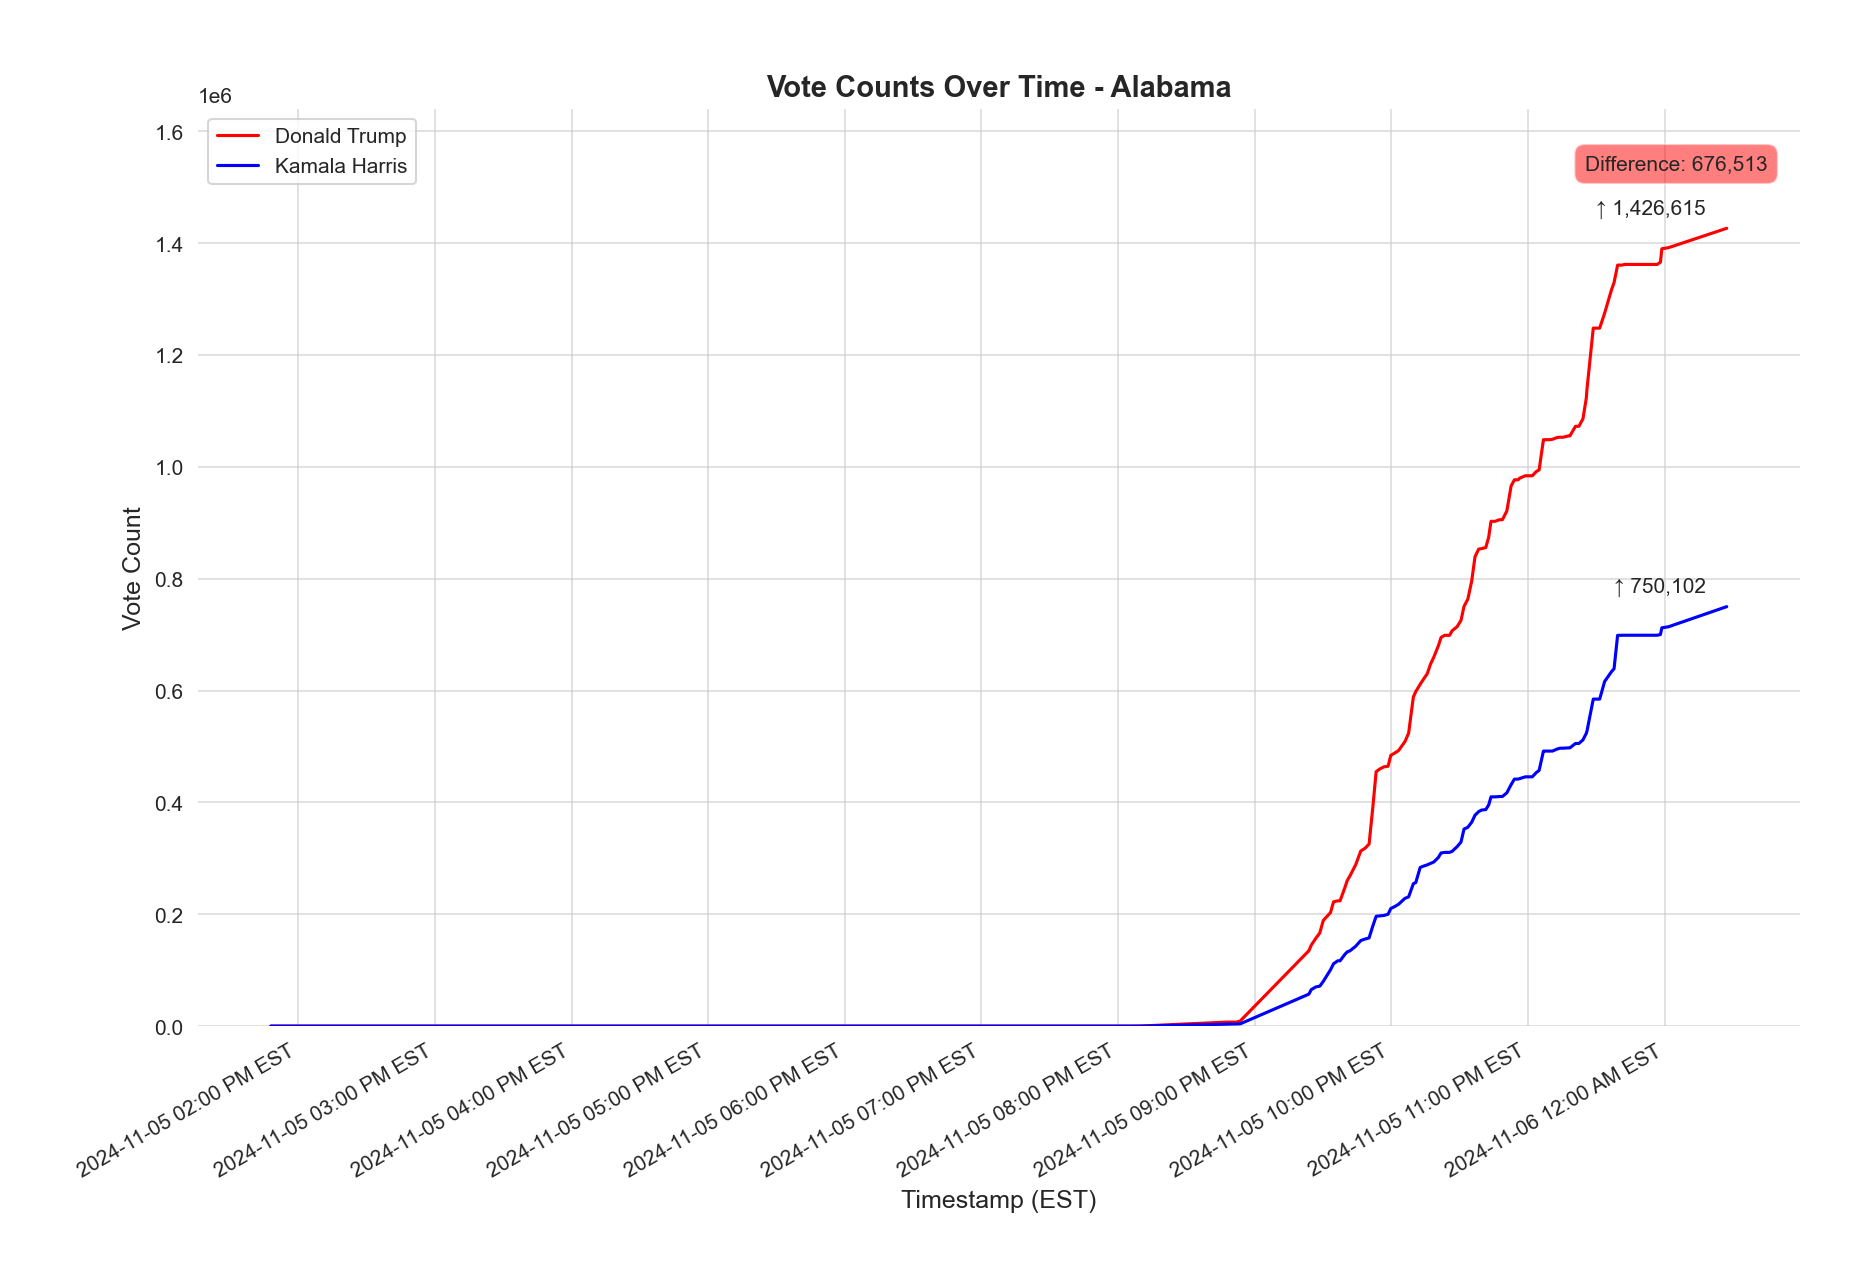 Vote Counts Over Time - Alabama
1e6
Donald Trump
Kamala Harris
Difference: 676,513
↑ 1,426,615
↑ 750,102
Vote Count
1.6
1.4
1.2
1.0
0.8
0.6
0.4
0.2
0.0
2024-11-05 02:00 PM EST
2024-11-05 03:00 PM EST
2024-11-05 04:00 PM EST
2024-11-05 05:00 PM EST
2024-11-05 06:00 PM EST
2024-11-05 07:00 PM EST
2024-11-05 08:00 PM EST
2024-11-05 09:00 PM EST
2024-11-05 10:00 PM EST
2024-11-05 11:00 PM EST
2024-11-06 12:00 AM EST
Timestamp (EST)